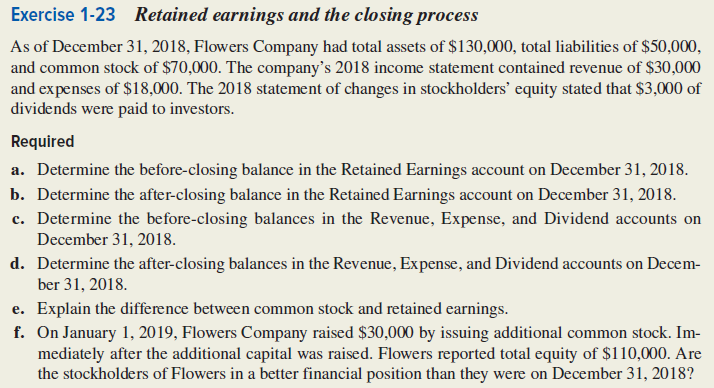 Exercise 1-23 Retained earnings and the closing process
As of December 31, 2018, Flowers Company had total assets of $130,000, total liabilities of $50,000,
and common stock of $70,000. The company’s 2018 income statement contained revenue of $30,000
and expenses of $18,000. The 2018 statement of changes in stockholders’ equity stated that $3,000 of
dividends were paid to investors.
Required
a. Determine the before-closing balance in the Retained Earnings account on December 31, 2018.
b. Determine the after-closing balance in the Retained Earnings account on December 31, 2018.
c. Determine the before-closing balances in the Revenue, Expense, and Dividend accounts on
December 31, 2018.
d. Determine the after-closing balances in the Revenue, Expense, and Dividend accounts on Decem-
ber 31, 2018.
e. Explain the difference between common stock and retained earnings.
f. On January 1, 2019, Flowers Company raised $30,000 by issuing additional common stock. Im-
mediately after the additional capital was raised. Flowers reported total equity of $110,000. Are
the stockholders of Flowers in a better financial position than they were on December 31, 2018?